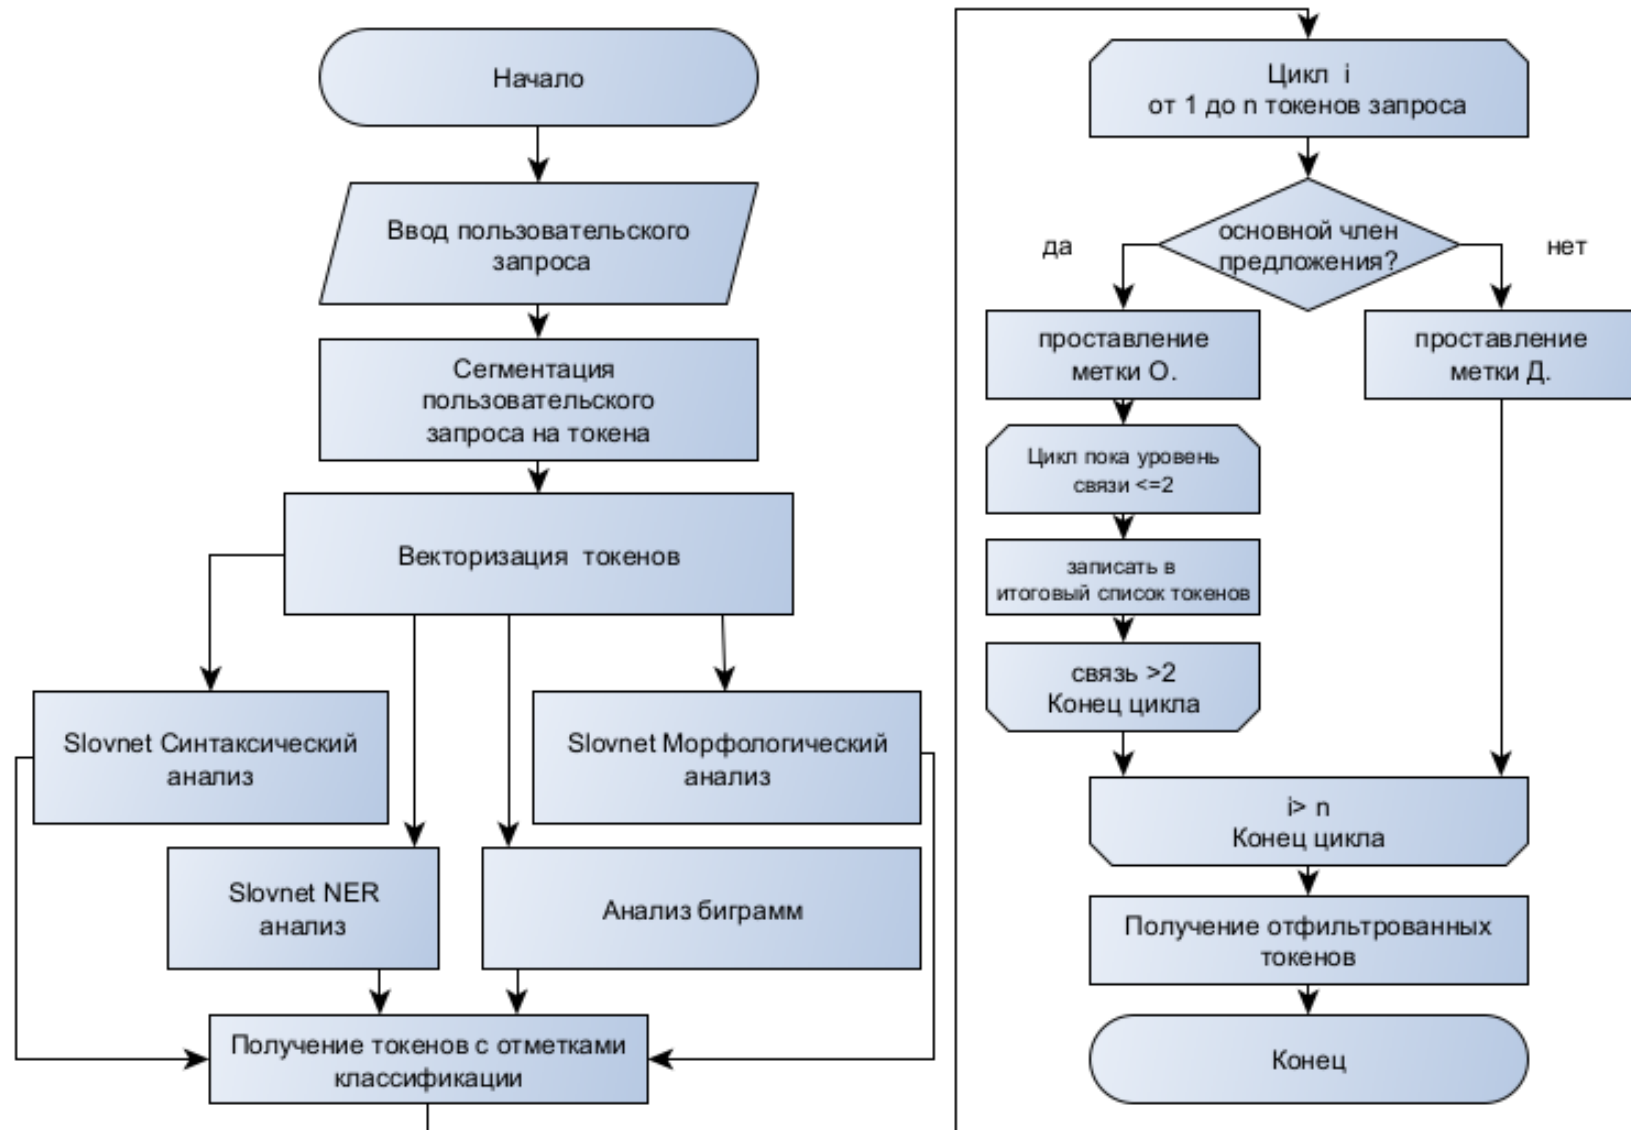 Начало
Ввод пользовательского
запроса
Сегментация
пользовательского
запроса на токена
Векторизация токенов
Slovnet Синтаксический
анализ
Slovnet Морфологический
анализ
Slovnet NER
анализ
Анализ биграмм
Получение токенов с отметками
классификации
Цикл i
от 1 до n токенов запроса
основной член
предложения?
да
нет
проставление
метки О.
проставление
метки Д.
Цикл пока уровень
связи <=2
записать в
итоговый список токенов
связь >2
Конец цикла
i> n
Конец цикла
Получение отфильтрованных
токенов
Конец